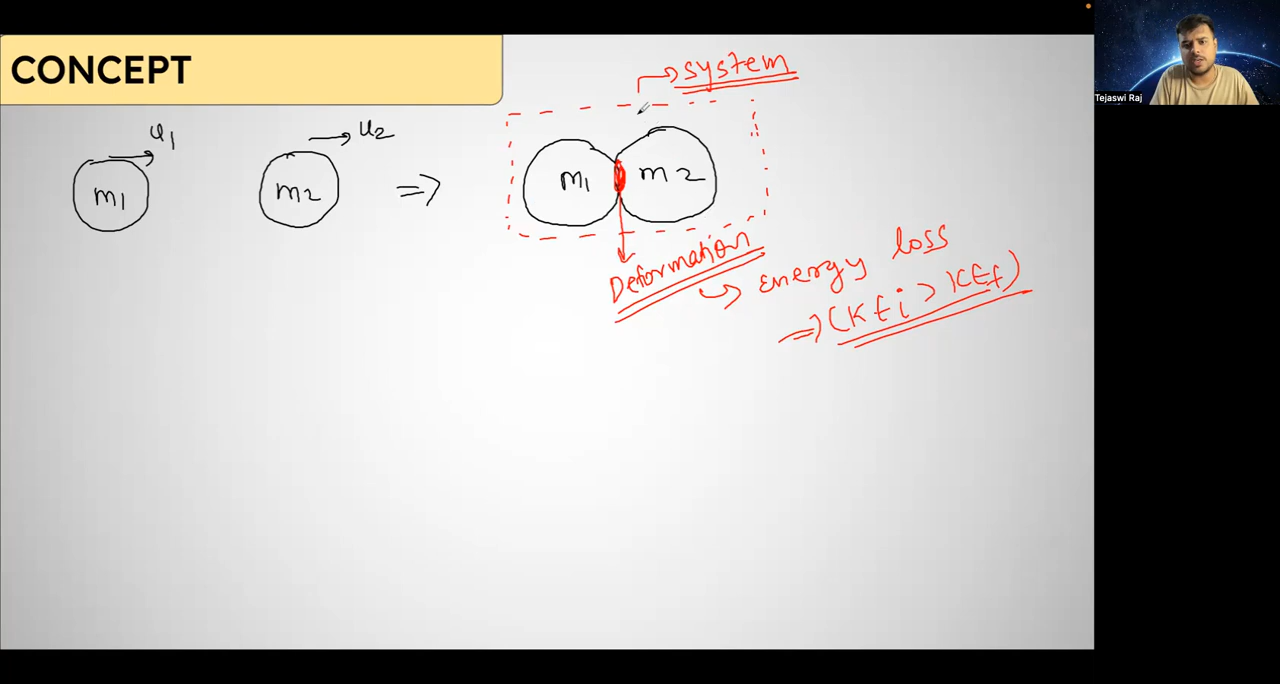 CONCEPT
system
Tejaswi Raj
u1
u2
m1
m2
=>
m1
m2
Deformation
energy loss
=> (KEi > KEf)